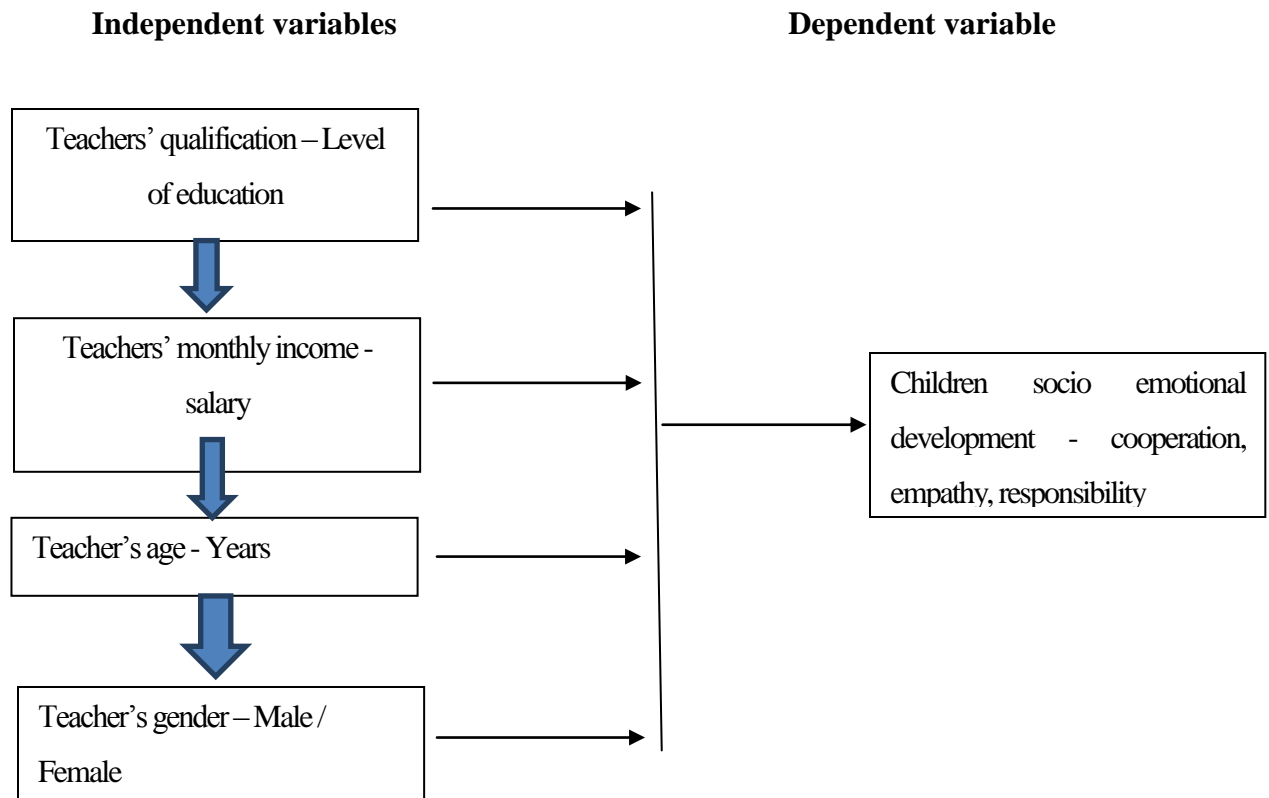 Independent variables
Dependent variable
Teachers’ qualification – Level
of education
Teachers’ monthly income -
salary
Teacher’s age - Years
Teacher’s gender – Male /
Female
Children socio emotional
development - cooperation,
empathy, responsibility